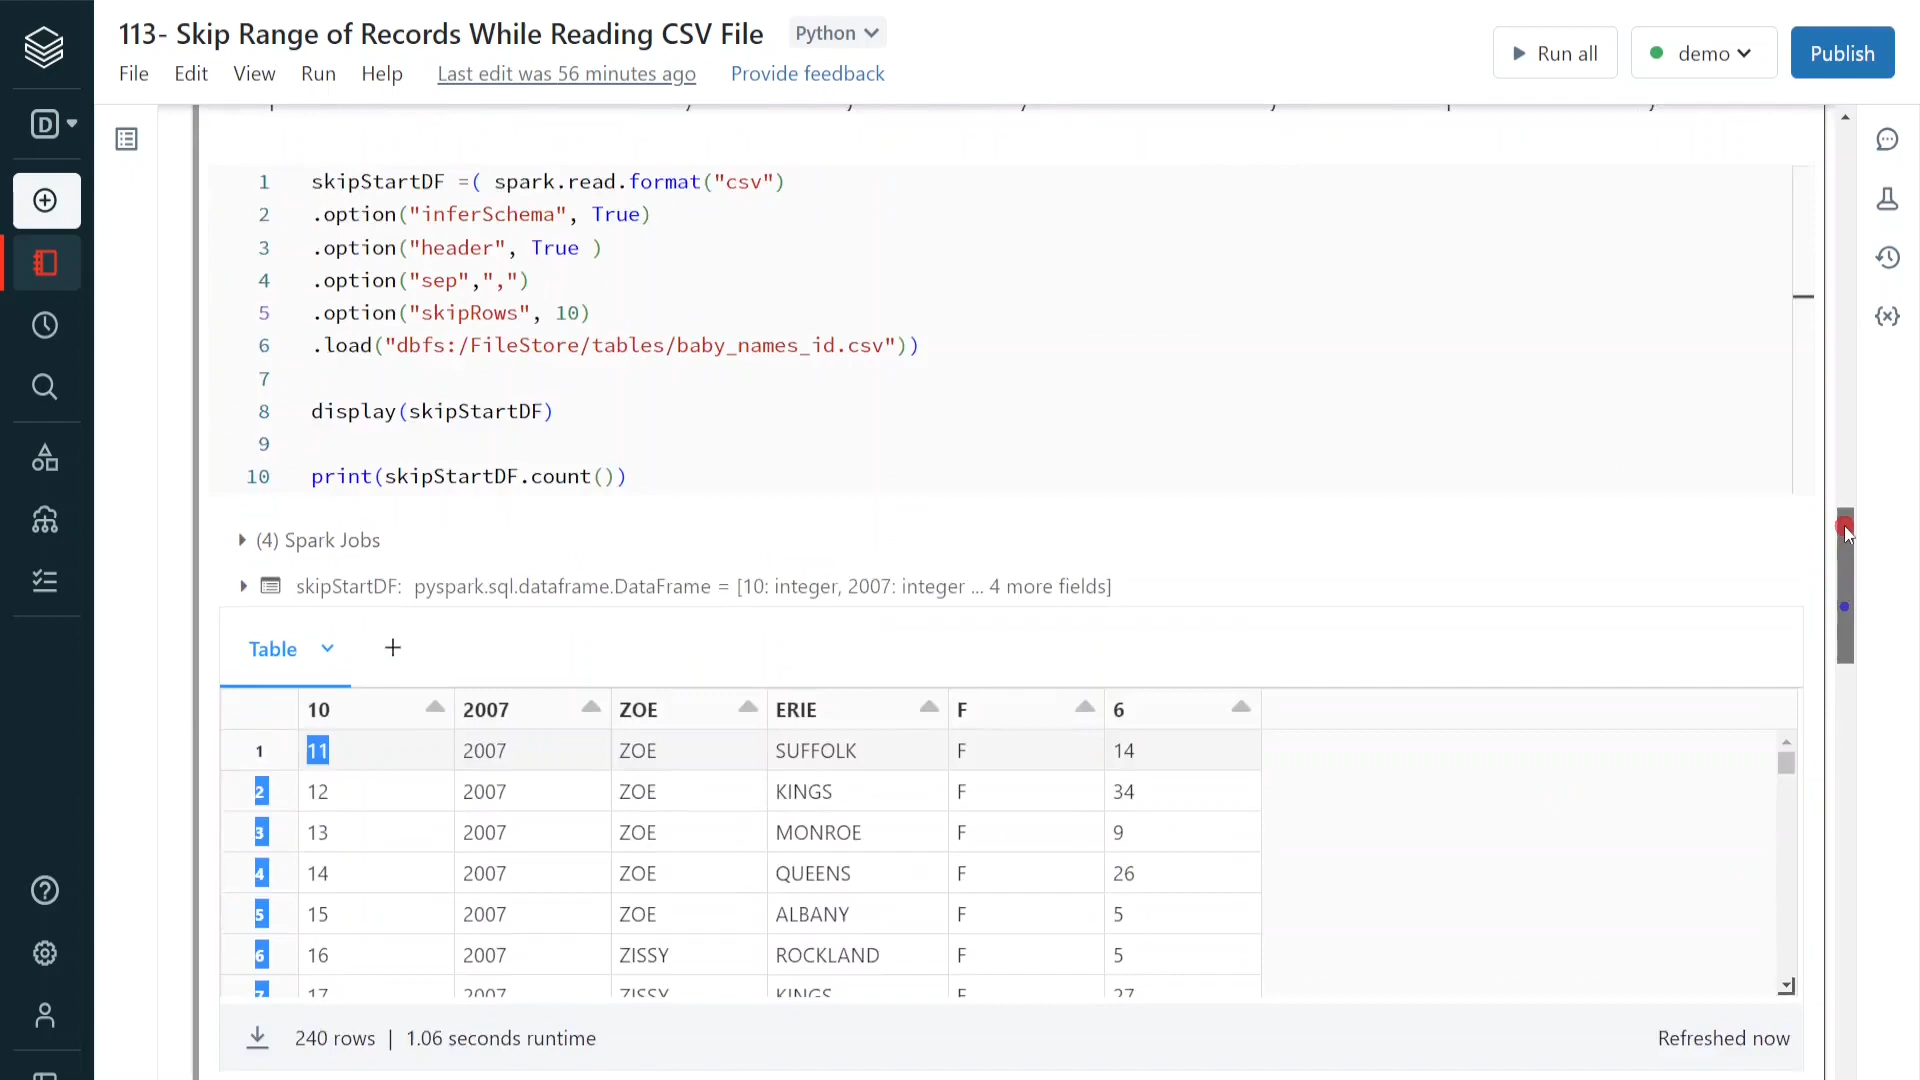 113- Skip Range of Records While Reading CSV File
Python
File Edit View Run Help Last edit was 56 minutes ago Provide feedback
Run all
demo
Publish
D
1 skipStartDF =( spark.read.format("csv")
2 .option("inferSchema", True)
3 .option("header", True )
4 .option("sep",",")
5 .option("skipRows", 10)
6 .load("dbfs:/FileStore/tables/baby_names_id.csv"))
7
8 display(skipStartDF)
9
10 print(skipStartDF.count())
(4) Spark Jobs
skipStartDF: pyspark.sql.dataframe.DataFrame = [10: integer, 2007: integer ... 4 more fields]
Table +
10 2007 ZOE ERIE F 6
1 11 2007 ZOE SUFFOLK F 14
2 12 2007 ZOE KINGS F 34
3 13 2007 ZOE MONROE F 9
4 14 2007 ZOE QUEENS F 26
5 15 2007 ZOE ALBANY F 5
6 16 2007 ZISSY ROCKLAND F 5
7 17 2007 ZISSY KINGS F 27
240 rows | 1.06 seconds runtime
Refreshed now